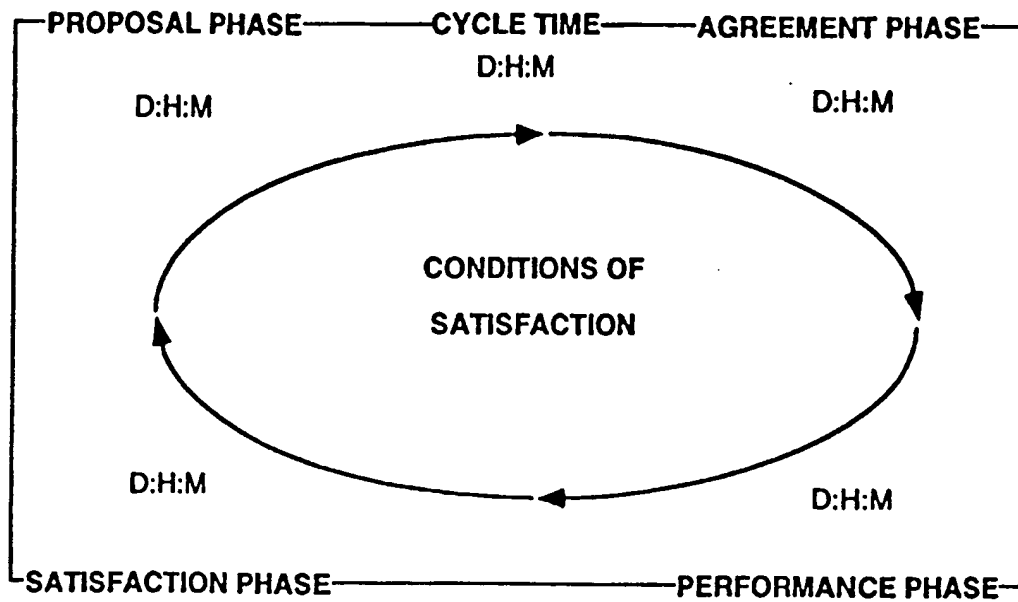 PROPOSAL PHASE CYCLE TIME AGREEMENT PHASE
D:H:M
D:H:M D:H:M
CONDITIONS OF
SATISFACTION
D:H:M D:H:M
SATISFACTION PHASE PERFORMANCE PHASE